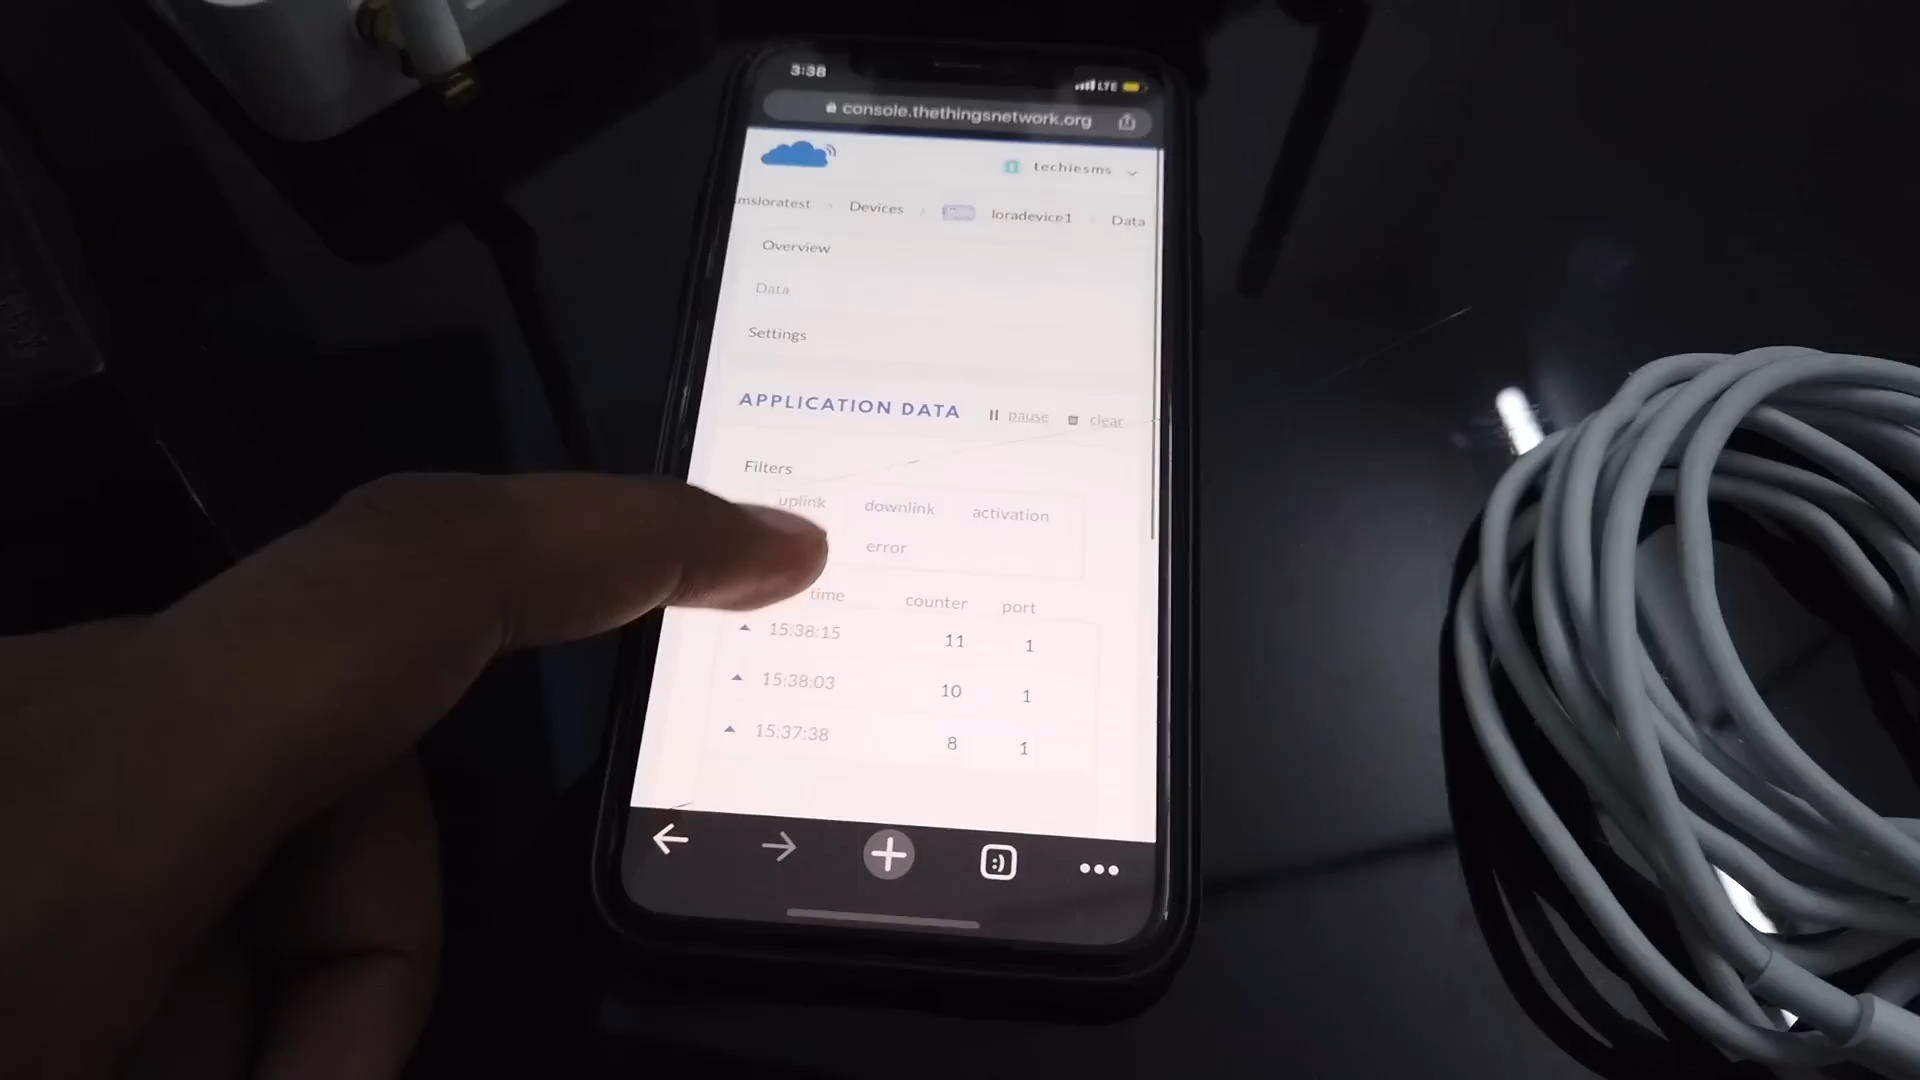 3:38
LTE
console.thethingsnetwork.org
techiesms
msloratest › Devices › loradevice1 › Data
Overview
Data
Settings
APPLICATION DATA pause clear
Filters
uplink downlink activation
error
time counter port
15:38:15 11 1
15:38:03 10 1
15:37:38 8 1
:)